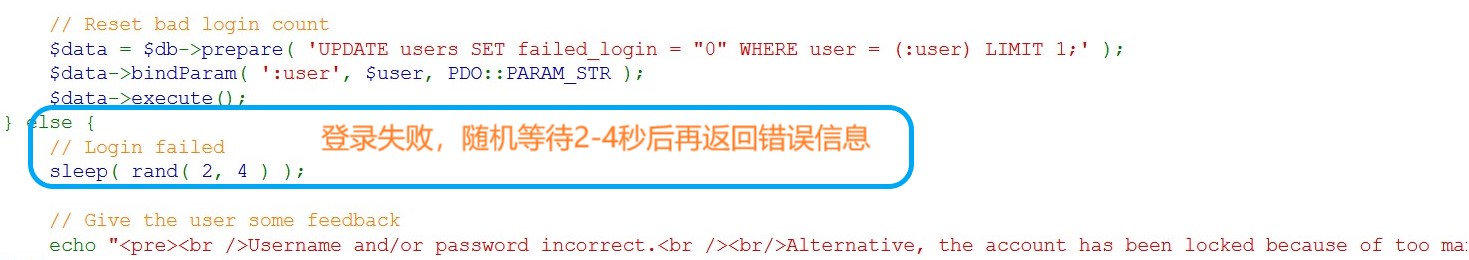 // Reset bad login count
$data = $db->prepare( 'UPDATE users SET failed_login = "0" WHERE user = (:user) LIMIT 1;' );
$data->bindParam( ':user', $user, PDO::PARAM_STR );
$data->execute();
} else {
// Login failed
登录失败，随机等待2-4秒后再返回错误信息
sleep( rand( 2, 4 ) );
// Give the user some feedback
echo "<pre><br />Username and/or password incorrect.<br /><br/>Alternative, the account has been locked because of too